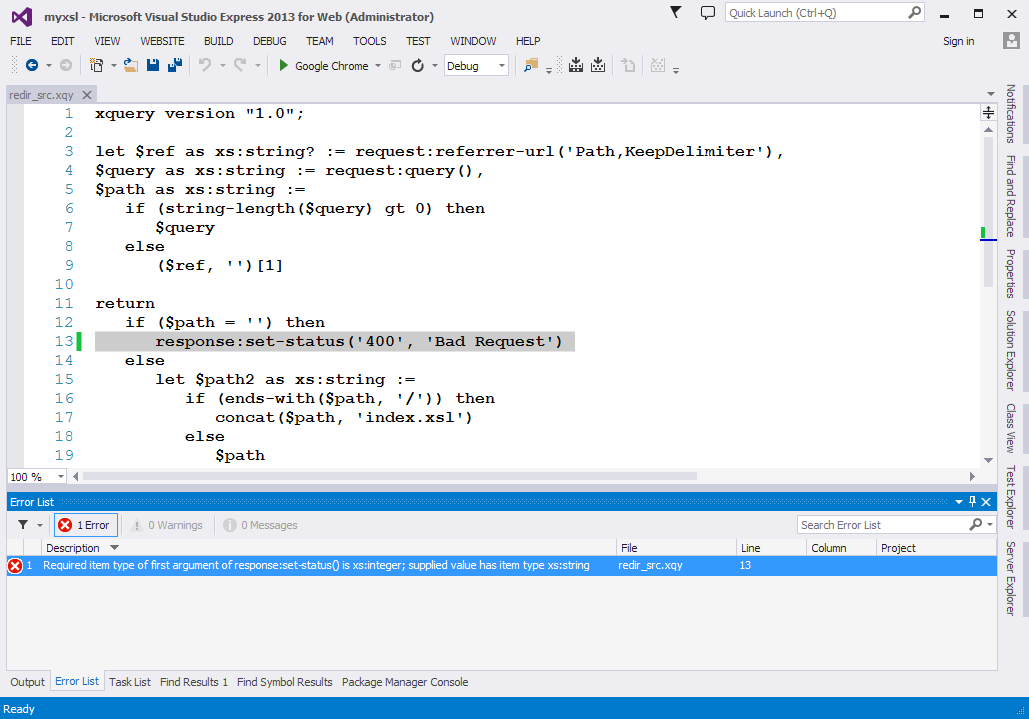 myxsl - Microsoft Visual Studio Express 2013 for Web (Administrator)
Quick Launch (Ctrl+Q)
FILE EDIT VIEW WEBSITE BUILD DEBUG TEAM TOOLS TEST WINDOW HELP Sign in
Google Chrome Debug
redir_src.xqy
1 xquery version "1.0";
2
3 let $ref as xs:string? := request:referrer-url('Path,KeepDelimiter'),
4 $query as xs:string := request:query(),
5 $path as xs:string :=
6 if (string-length($query) gt 0) then
7 $query
8 else
9 ($ref, '')[1]
10
11 return
12 if ($path = '') then
13 response:set-status('400', 'Bad Request')
14 else
15 let $path2 as xs:string :=
16 if (ends-with($path, '/')) then
17 concat($path, 'index.xsl')
18 else
19 $path
100 %
Notifications
Find and Replace
Properties
Solution Explorer
Class View
Test Explorer
Server Explorer
Error List
1 Error 0 Warnings 0 Messages Search Error List
Description File Line Column Project
1 Required item type of first argument of response:set-status() is xs:integer; supplied value has item type xs:string redir_src.xqy 13
Output Error List Task List Find Results 1 Find Symbol Results Package Manager Console
Ready